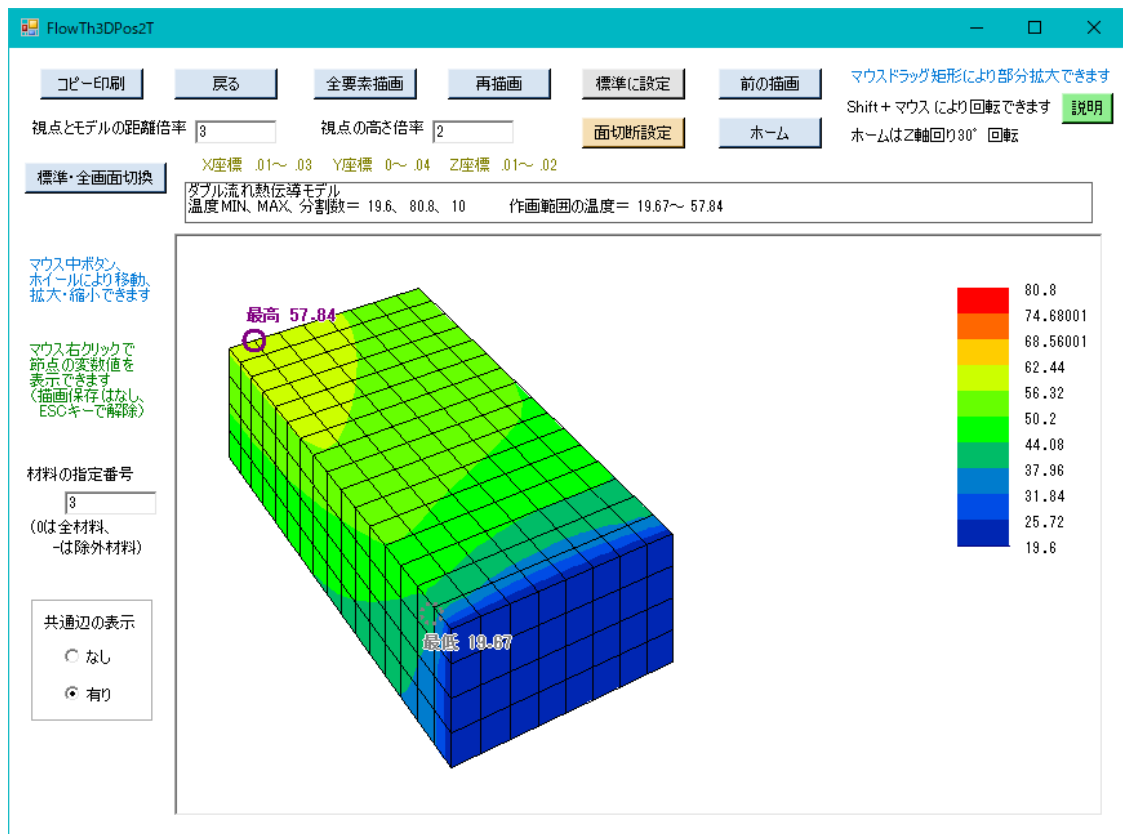 FlowTh3DPos2T
コピー印刷 戻る 全要素描画 再描画 標準に設定 前の描画 マウスドラッグ矩形により部分拡大できます
視点とモデルの距離倍率 3 視点の高さ倍率 2 面切断設定 ホーム Shift+マウス により回転できます 説明
ホームはZ軸回り30° 回転
標準・全画面切換 X座標 .01～ .03 Y座標 0～ .04 Z座標 .01～ .02
ダブル流れ熱伝導モデル
温度MIN、MAX、分割数＝ 19.6、 80.8、 10 作画範囲の温度＝ 19.67～ 57.84
マウス中ボタン、
ホイールにより移動、
拡大・縮小できます
マウス右クリックで
節点の変数値を
表示できます
(描画保存はなし、
ESCキーで解除)
材料の指定番号
3
(0は全材料、
-は除外材料)
共通辺の表示
なし
有り
最高 57.84
最低 19.67
80.8
74.68001
68.56001
62.44
56.32
50.2
44.08
37.96
31.84
25.72
19.6